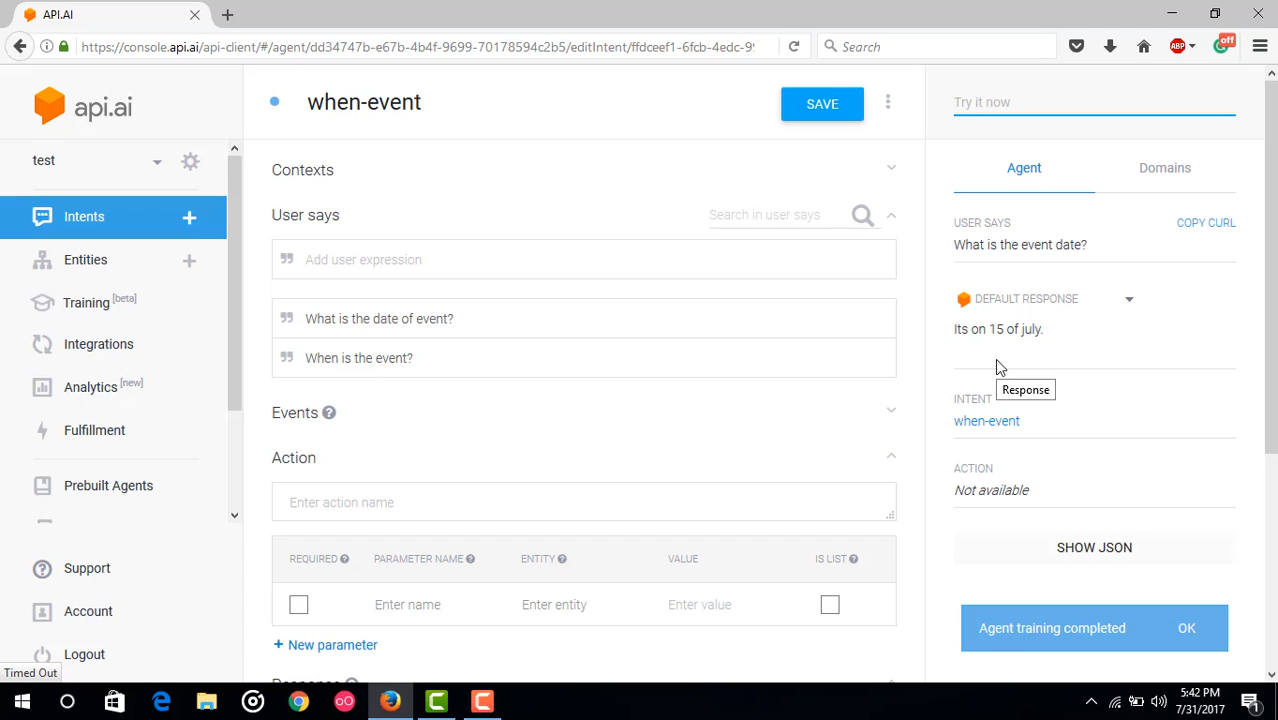 API.AI
https://console.api.ai/api-client/#/agent/dd34747b-e67b-4b4f-9699-701785f4c2b5/editIntent/ffdceef1-6fcb-4edc-9
Search
ABP
off
api.ai
test
Intents
Entities
Training [beta]
Integrations
Analytics [new]
Fulfillment
Prebuilt Agents
Support
Account
Logout
Timed Out
when-event
SAVE
Contexts
User says
Search in user says
Add user expression
What is the date of event?
When is the event?
Events
Action
Enter action name
REQUIRED PARAMETER NAME ENTITY VALUE IS LIST
Enter name Enter entity Enter value
+ New parameter
Response
Try it now
Agent Domains
USER SAYS COPY CURL
What is the event date?
DEFAULT RESPONSE
Its on 15 of july.
Response
INTENT
when-event
ACTION
Not available
SHOW JSON
Agent training completed OK
5:42 PM
7/31/2017
1